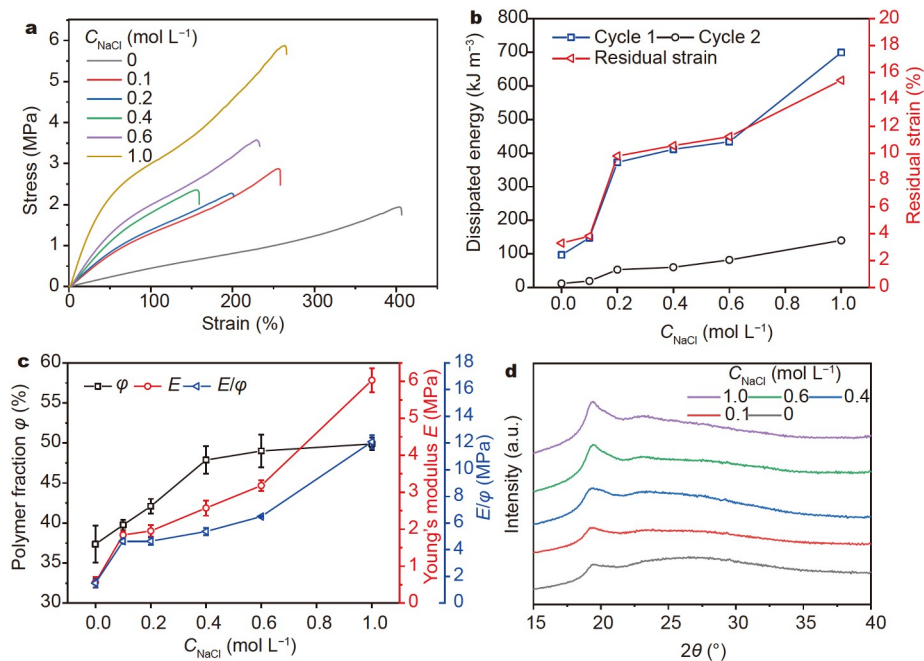 a
C_NaCl (mol L⁻¹)
0
0.1
0.2
0.4
0.6
1.0
6
5
4
3
2
1
0
Stress (MPa)
0 100 200 300 400
Strain (%)
b
Cycle 1 Cycle 2
Residual strain
800
700
600
500
400
300
200
100
0
Dissipated energy (kJ m⁻³)
20
18
16
14
12
10
8
6
4
2
0
Residual strain (%)
0.0 0.2 0.4 0.6 0.8 1.0
C_NaCl (mol L⁻¹)
c
φ E E/φ
60
55
50
45
40
35
30
Polymer fraction φ (%)
6
5
4
3
2
1
0
Young's modulus E (MPa)
18
16
14
12
10
8
6
4
2
0
E/φ (MPa)
0.0 0.2 0.4 0.6 0.8 1.0
C_NaCl (mol L⁻¹)
d
C_NaCl (mol L⁻¹)
1.0 0.6 0.4
0.1 0
Intensity (a.u.)
15 20 25 30 35 40
2θ (°)